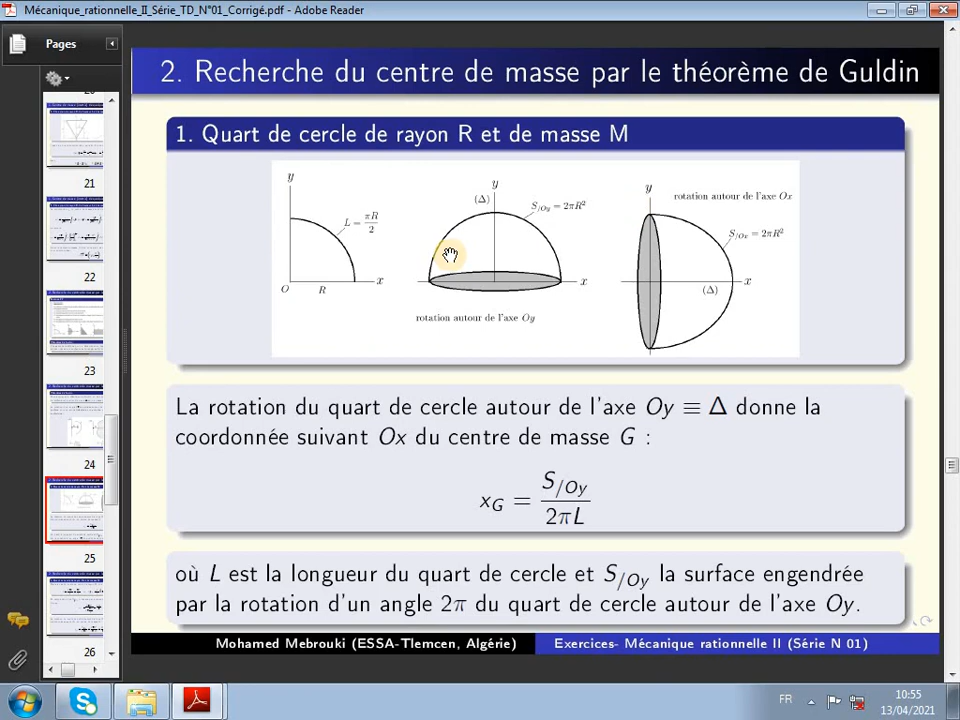 Mécanique_rationnelle_II_Série_TD_N°01_Corrigé.pdf - Adobe Reader
Pages
21
22
23
24
25
26
2. Recherche du centre de masse par le théorème de Guldin
1. Quart de cercle de rayon R et de masse M
y
L = πR/2
O
R
x
y
(Δ)
S/Oy = 2πR²
x
rotation autour de l'axe Oy
y
rotation autour de l'axe Ox
S/Ox = 2πR²
(Δ)
x
La rotation du quart de cercle autour de l'axe Oy ≡ Δ donne la
coordonnée suivant Ox du centre de masse G :
x_G = S/Oy / 2πL
où L est la longueur du quart de cercle et S/Oy la surface engendrée
par la rotation d'un angle 2π du quart de cercle autour de l'axe Oy.
Mohamed Mebrouki (ESSA-Tlemcen, Algérie)
Exercices- Mécanique rationnelle II (Série N 01)
FR
10:55
13/04/2021